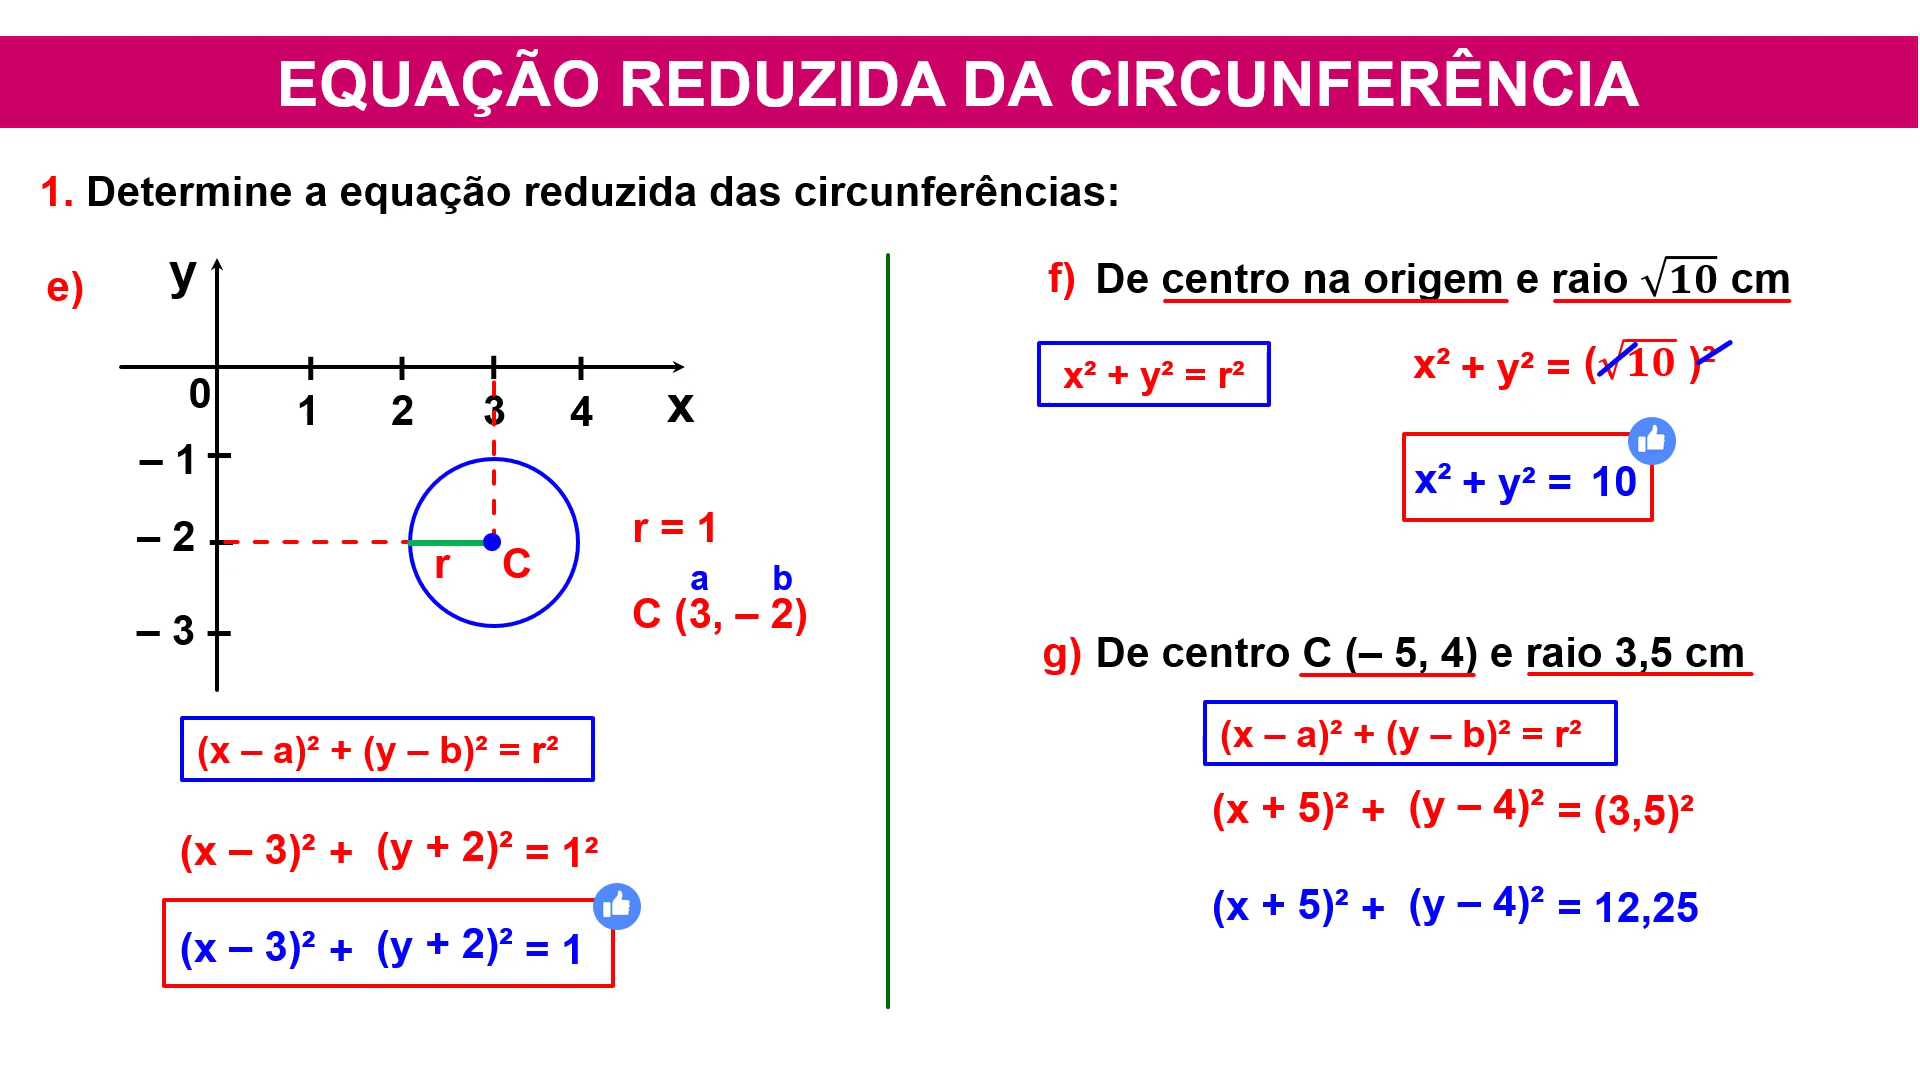 EQUAÇÃO REDUZIDA DA CIRCUNFERÊNCIA
1. Determine a equação reduzida das circunferências:
e)
y
0
1 2 3 4 x
– 1
– 2
– 3
r C
r = 1
a b
C (3, – 2)
(x – a)² + (y – b)² = r²
(x – 3)² + (y + 2)² = 1²
(x – 3)² + (y + 2)² = 1
f) De centro na origem e raio √10 cm
x² + y² = r²
x² + y² = (√10 )²
x² + y² = 10
g) De centro C (– 5, 4) e raio 3,5 cm
(x – a)² + (y – b)² = r²
(x + 5)² + (y – 4)² = (3,5)²
(x + 5)² + (y – 4)² = 12,25